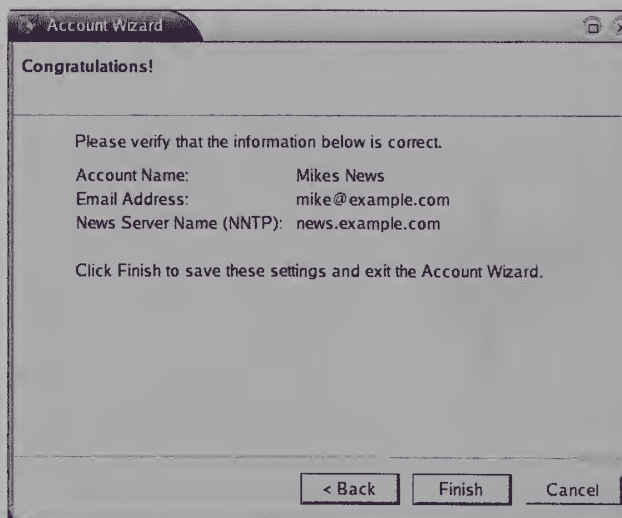 Account Wizard
Congratulations!
Please verify that the information below is correct.
Account Name: Mikes News
Email Address: mike@example.com
News Server Name (NNTP): news.example.com
Click Finish to save these settings and exit the Account Wizard.
< Back Finish Cancel